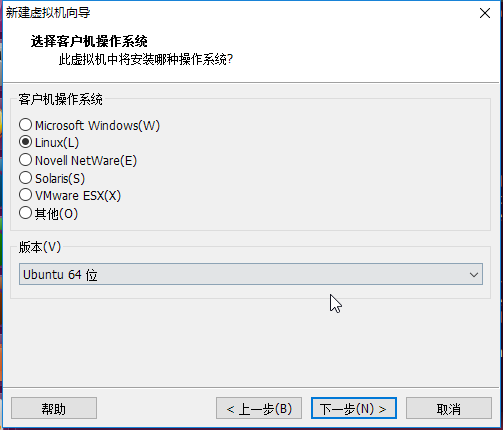 新建虚拟机向导
选择客户机操作系统
此虚拟机中将安装哪种操作系统?
客户机操作系统
Microsoft Windows(W)
Linux(L)
Novell NetWare(E)
Solaris(S)
VMware ESX(X)
其他(O)
版本(V)
Ubuntu 64 位
帮助
< 上一步(B)
下一步(N) >
取消